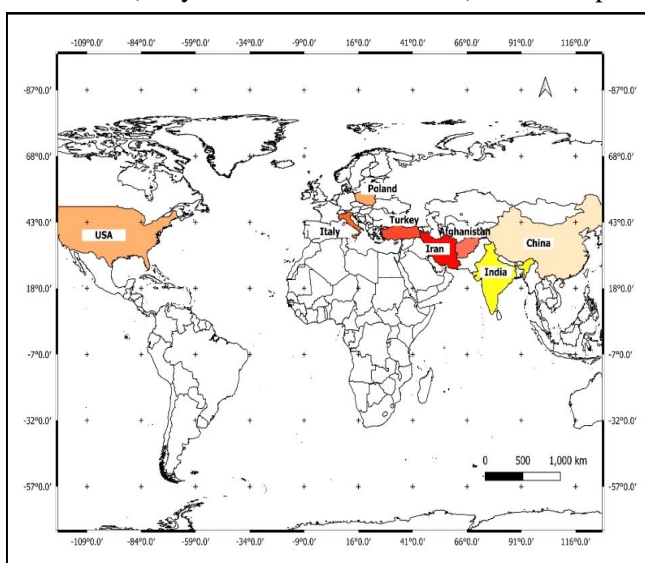 -109°0.0' -84°0.0' -59°0.0' -34°0.0' -9°0.0' 16°0.0' 41°0.0' 66°0.0' 91°0.0' 116°0.0'
-87°0.0' -87°0.0'
68°0.0' 68°0.0'
Poland
43°0.0' Turkey 43°0.0'
USA Italy Afghanistan
Iran China
India
18°0.0' 18°0.0'
-7°0.0' -7°0.0'
-32°0.0' -32°0.0'
0 500 1,000 km
-57°0.0' -57°0.0'
-109°0.0' -84°0.0' -59°0.0' -34°0.0' -9°0.0' 16°0.0' 41°0.0' 66°0.0' 91°0.0' 116°0.0'